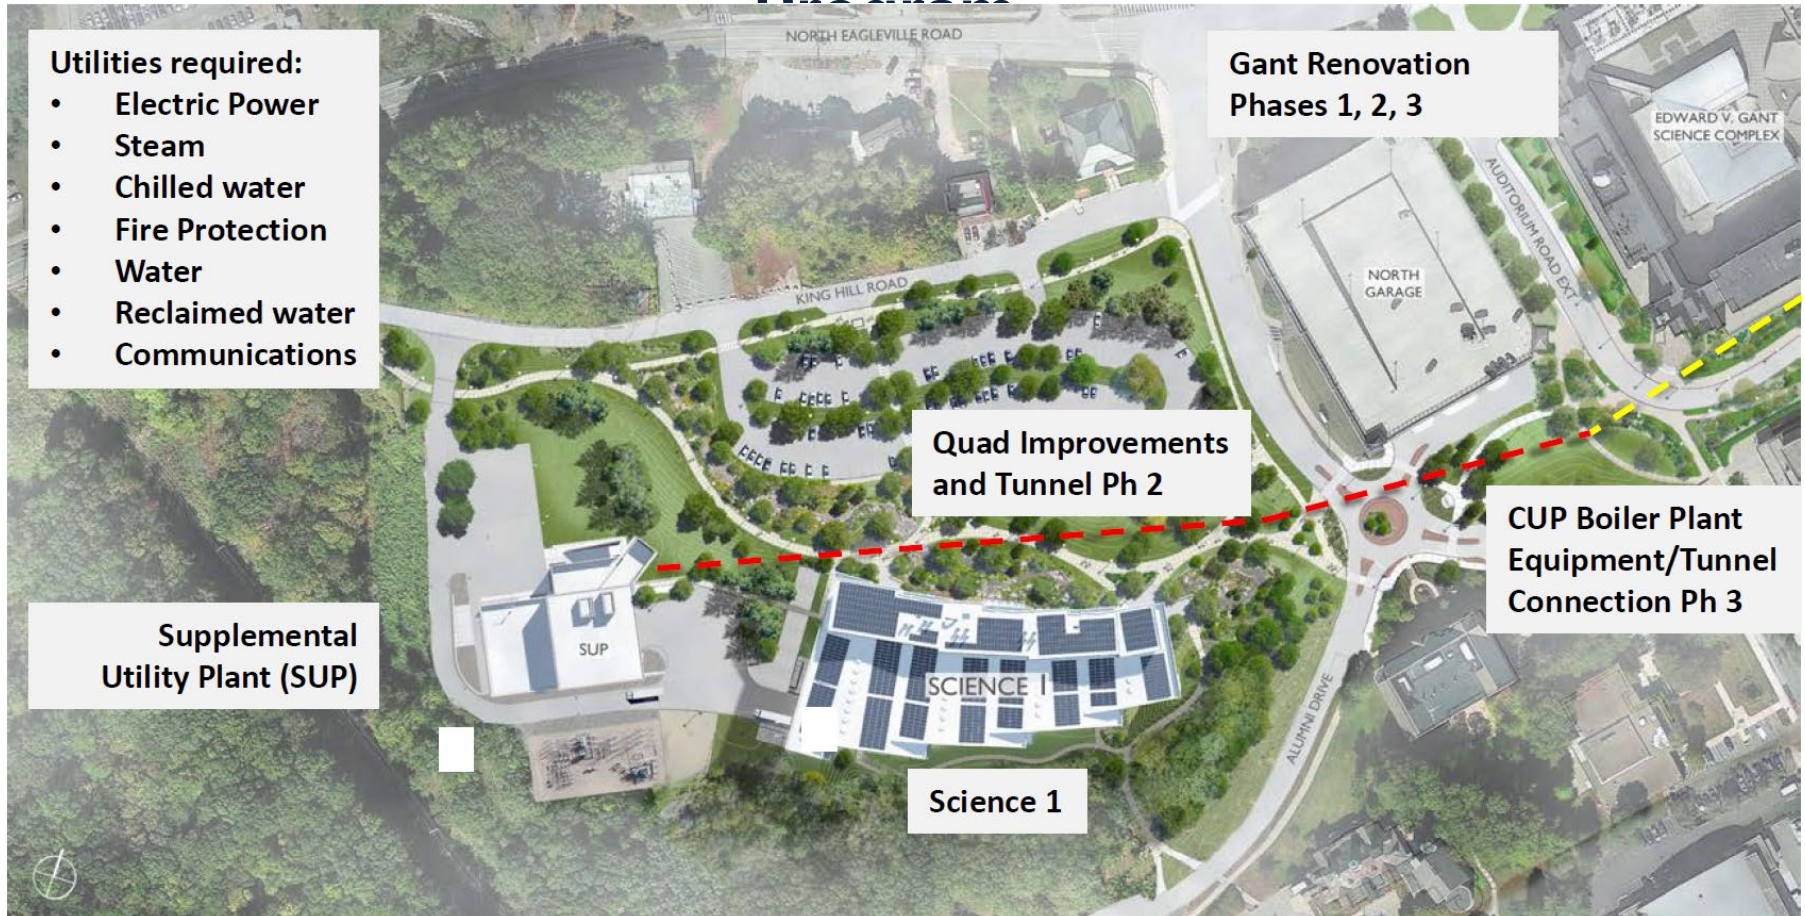 NORTH EAGLEVILLE ROAD
Utilities required:
• Electric Power
• Steam
• Chilled water
• Fire Protection
• Water
• Reclaimed water
• Communications
Gant Renovation
Phases 1, 2, 3
EDWARD V. GANT
SCIENCE COMPLEX
AUDITORIUM ROAD EXT
NORTH
GARAGE
KING HILL ROAD
Quad Improvements
and Tunnel Ph 2
CUP Boiler Plant
Equipment/Tunnel
Connection Ph 3
Supplemental
Utility Plant (SUP)
SUP
SCIENCE 1
ALUMNI DRIVE
Science 1